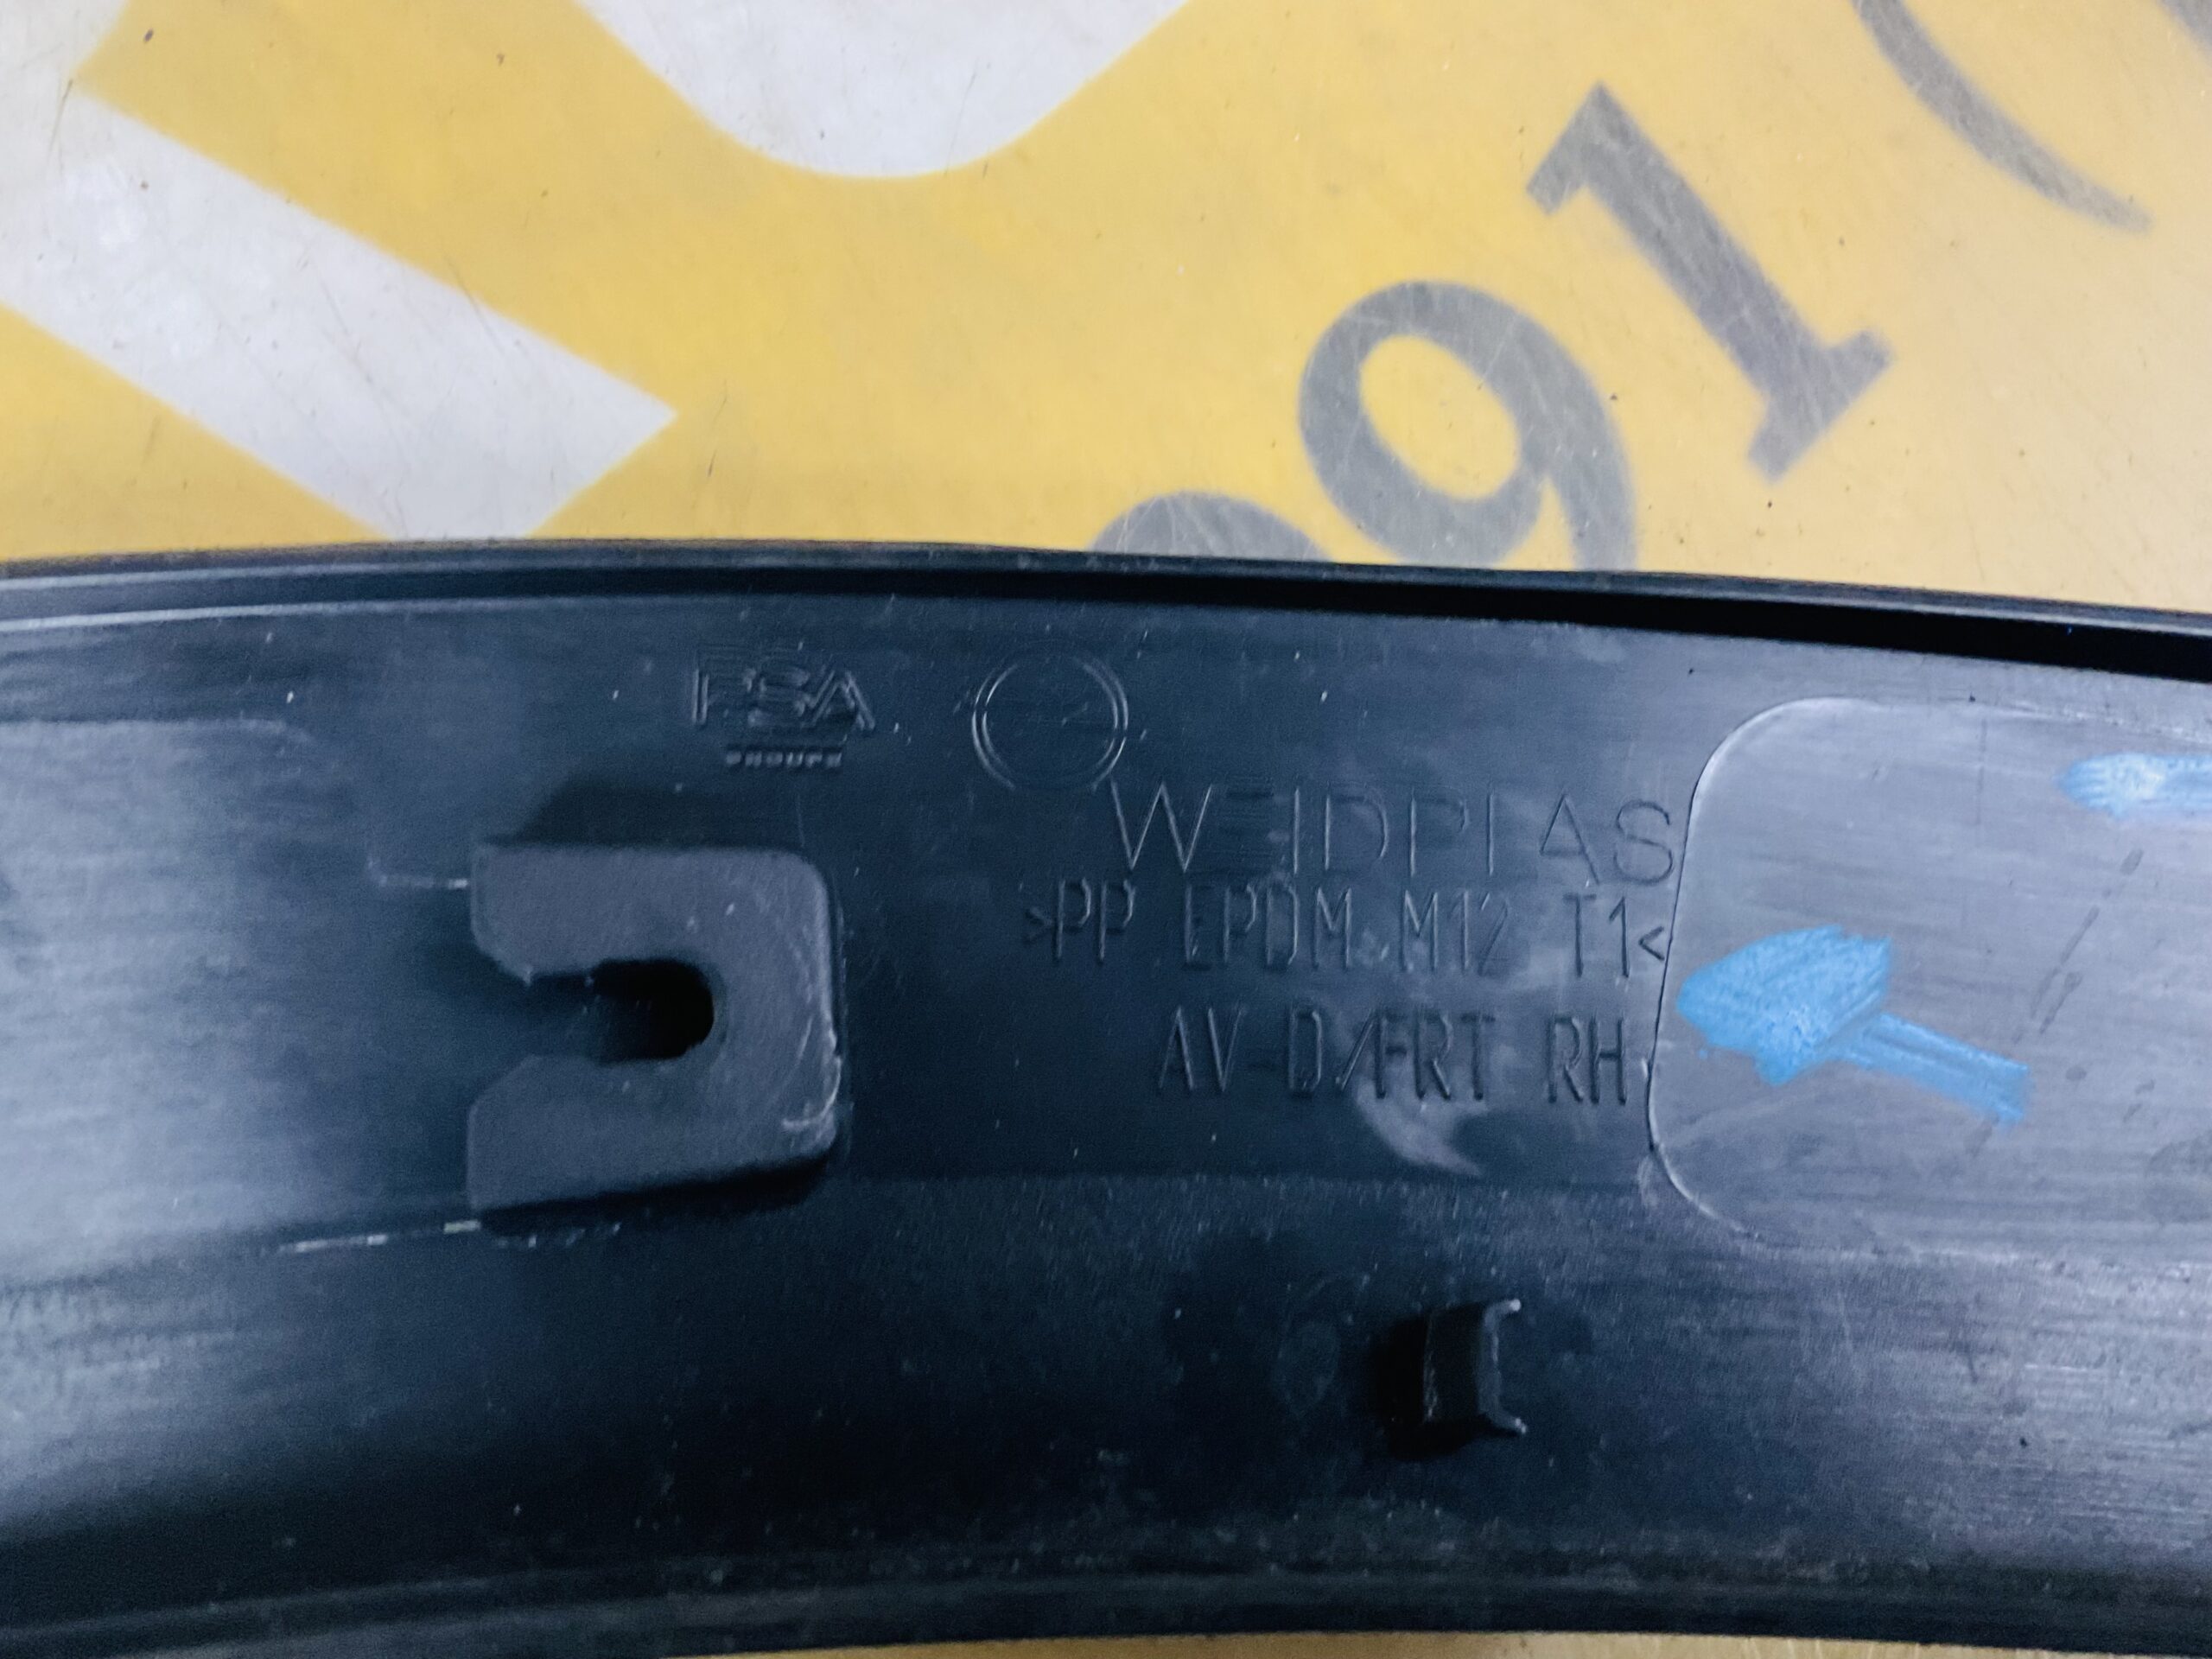 91
PSA
GROUPE
WEIDPLAS
>PP EPDM M12 T1<
AV-D/FRT RH